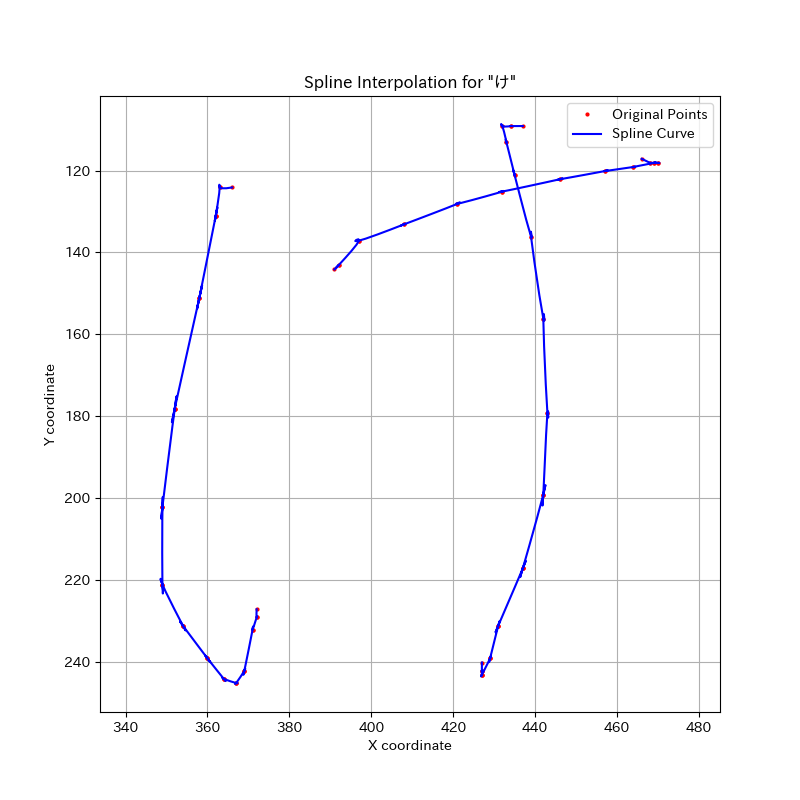 Spline Interpolation for "け"
Original Points
Spline Curve
120
140
160
180
200
220
240
Y coordinate
340 360 380 400 420 440 460 480
X coordinate